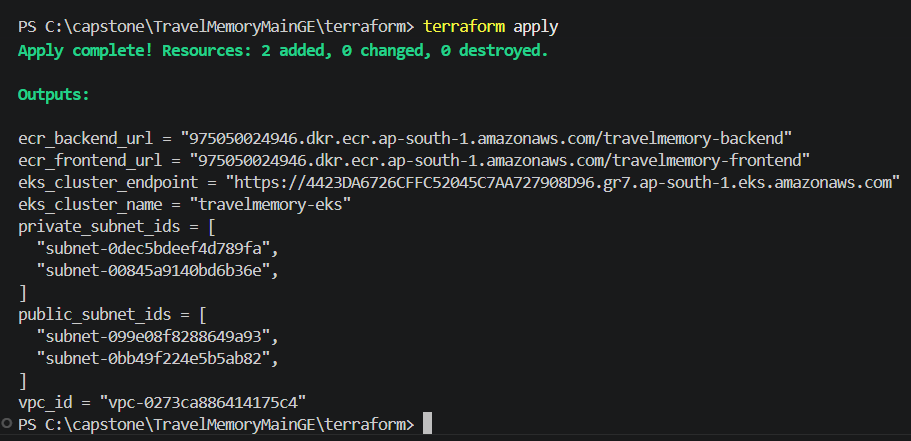 PS C:\capstone\TravelMemoryMainGE\terraform> terraform apply
Apply complete! Resources: 2 added, 0 changed, 0 destroyed.
Outputs:
ecr_backend_url = "975050024946.dkr.ecr.ap-south-1.amazonaws.com/travelmemory-backend"
ecr_frontend_url = "975050024946.dkr.ecr.ap-south-1.amazonaws.com/travelmemory-frontend"
eks_cluster_endpoint = "https://4423DA6726CFFC52045C7AA727908D96.gr7.ap-south-1.eks.amazonaws.com"
eks_cluster_name = "travelmemory-eks"
private_subnet_ids = [
  "subnet-0dec5bdeef4d789fa",
  "subnet-00845a9140bd6b36e",
]
public_subnet_ids = [
  "subnet-099e08f8288649a93",
  "subnet-0bb49f224e5b5ab82",
]
vpc_id = "vpc-0273ca886414175c4"
PS C:\capstone\TravelMemoryMainGE\terraform>